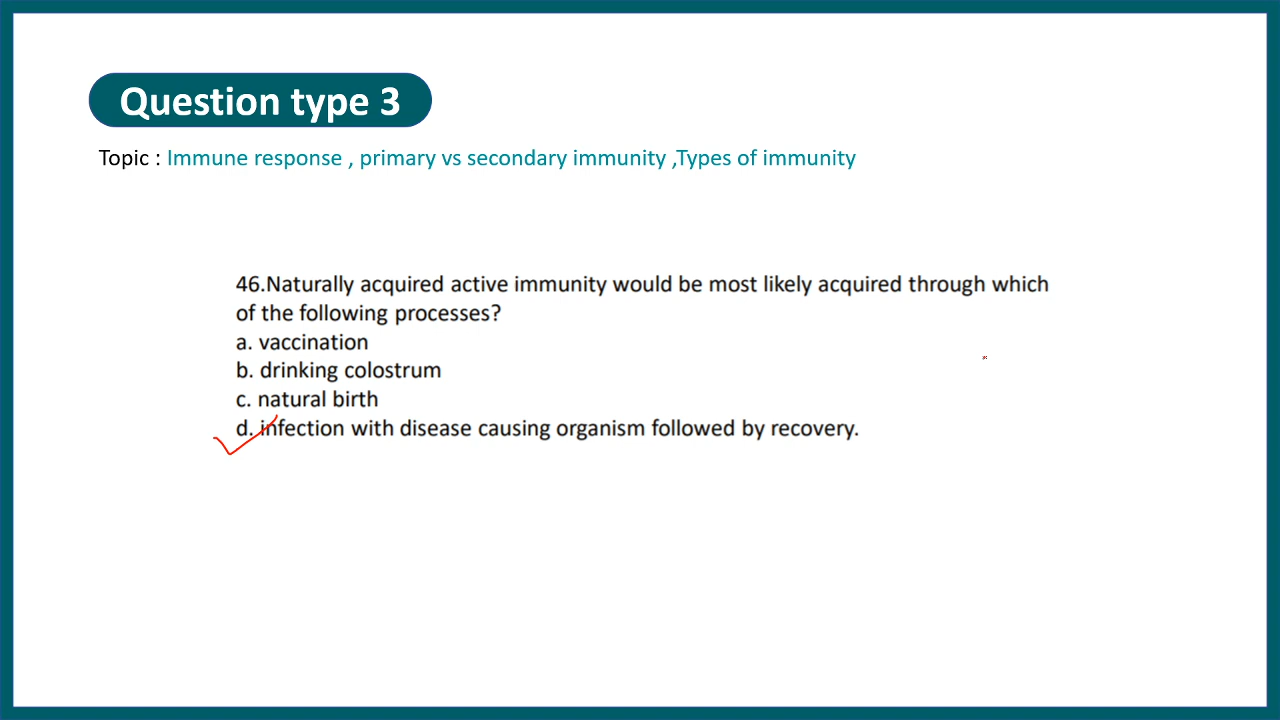 Question type 3
Topic : Immune response , primary vs secondary immunity ,Types of immunity
46.Naturally acquired active immunity would be most likely acquired through which
of the following processes?
a. vaccination
b. drinking colostrum
c. natural birth
d. infection with disease causing organism followed by recovery.